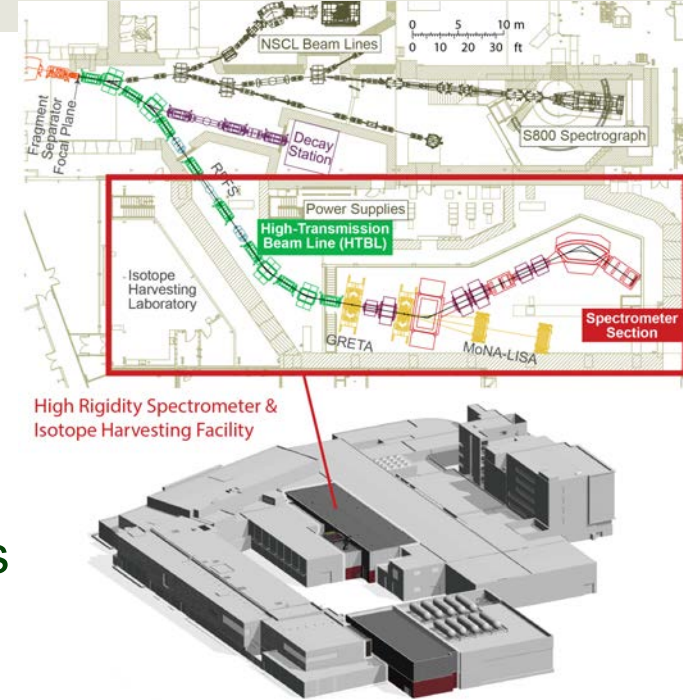 NSCL Beam Lines
0 5 10 m
0 10 20 30 ft
Fragment
Separator
Focal Plane
S800 Spectrograph
Decay
Station
RPFS
Power Supplies
High-Transmission
Beam Line (HTBL)
Isotope
Harvesting
Laboratory
Spectrometer
Section
GRETA
MoNA-LISA
High Rigidity Spectrometer &
Isotope Harvesting Facility
s